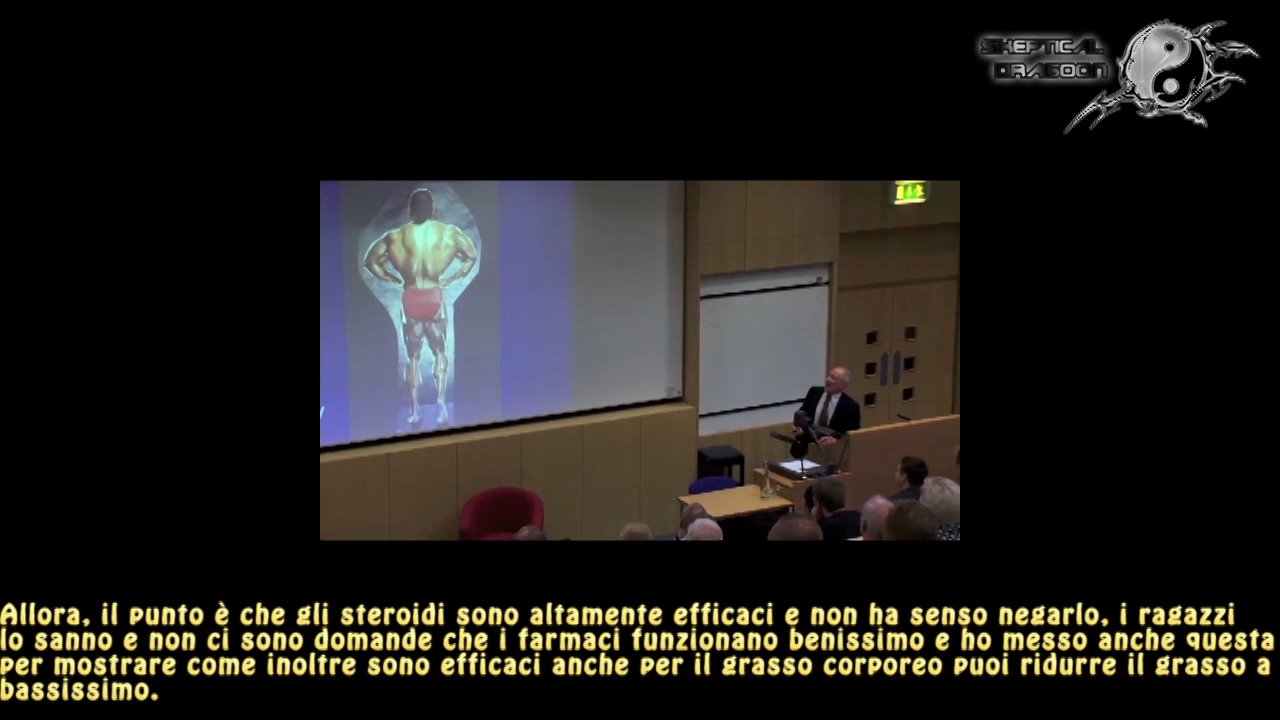 SKEPTICAL
DRAGOON
Allora, il punto è che gli steroidi sono altamente efficaci e non ha senso negarlo, i ragazzi
lo sanno e non ci sono domande che i farmaci funzionano benissimo e ho messo anche questa
per mostrare come inoltre sono efficaci anche per il grasso corporeo puoi ridurre il grasso a
bassissimo.